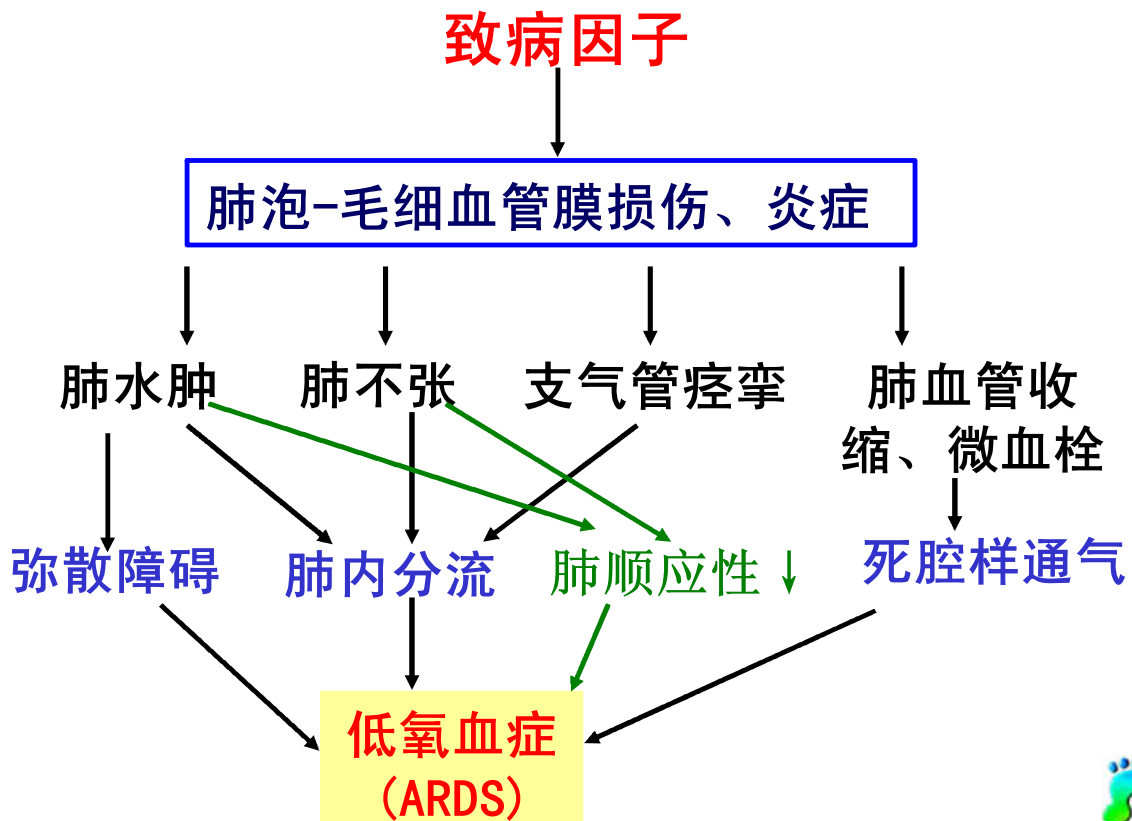 致病因子
肺泡-毛细血管膜损伤、炎症
肺水肿
肺不张
支气管痉挛
肺血管收
缩、微血栓
弥散障碍
肺内分流
肺顺应性↓
死腔样通气
低氧血症
(ARDS)